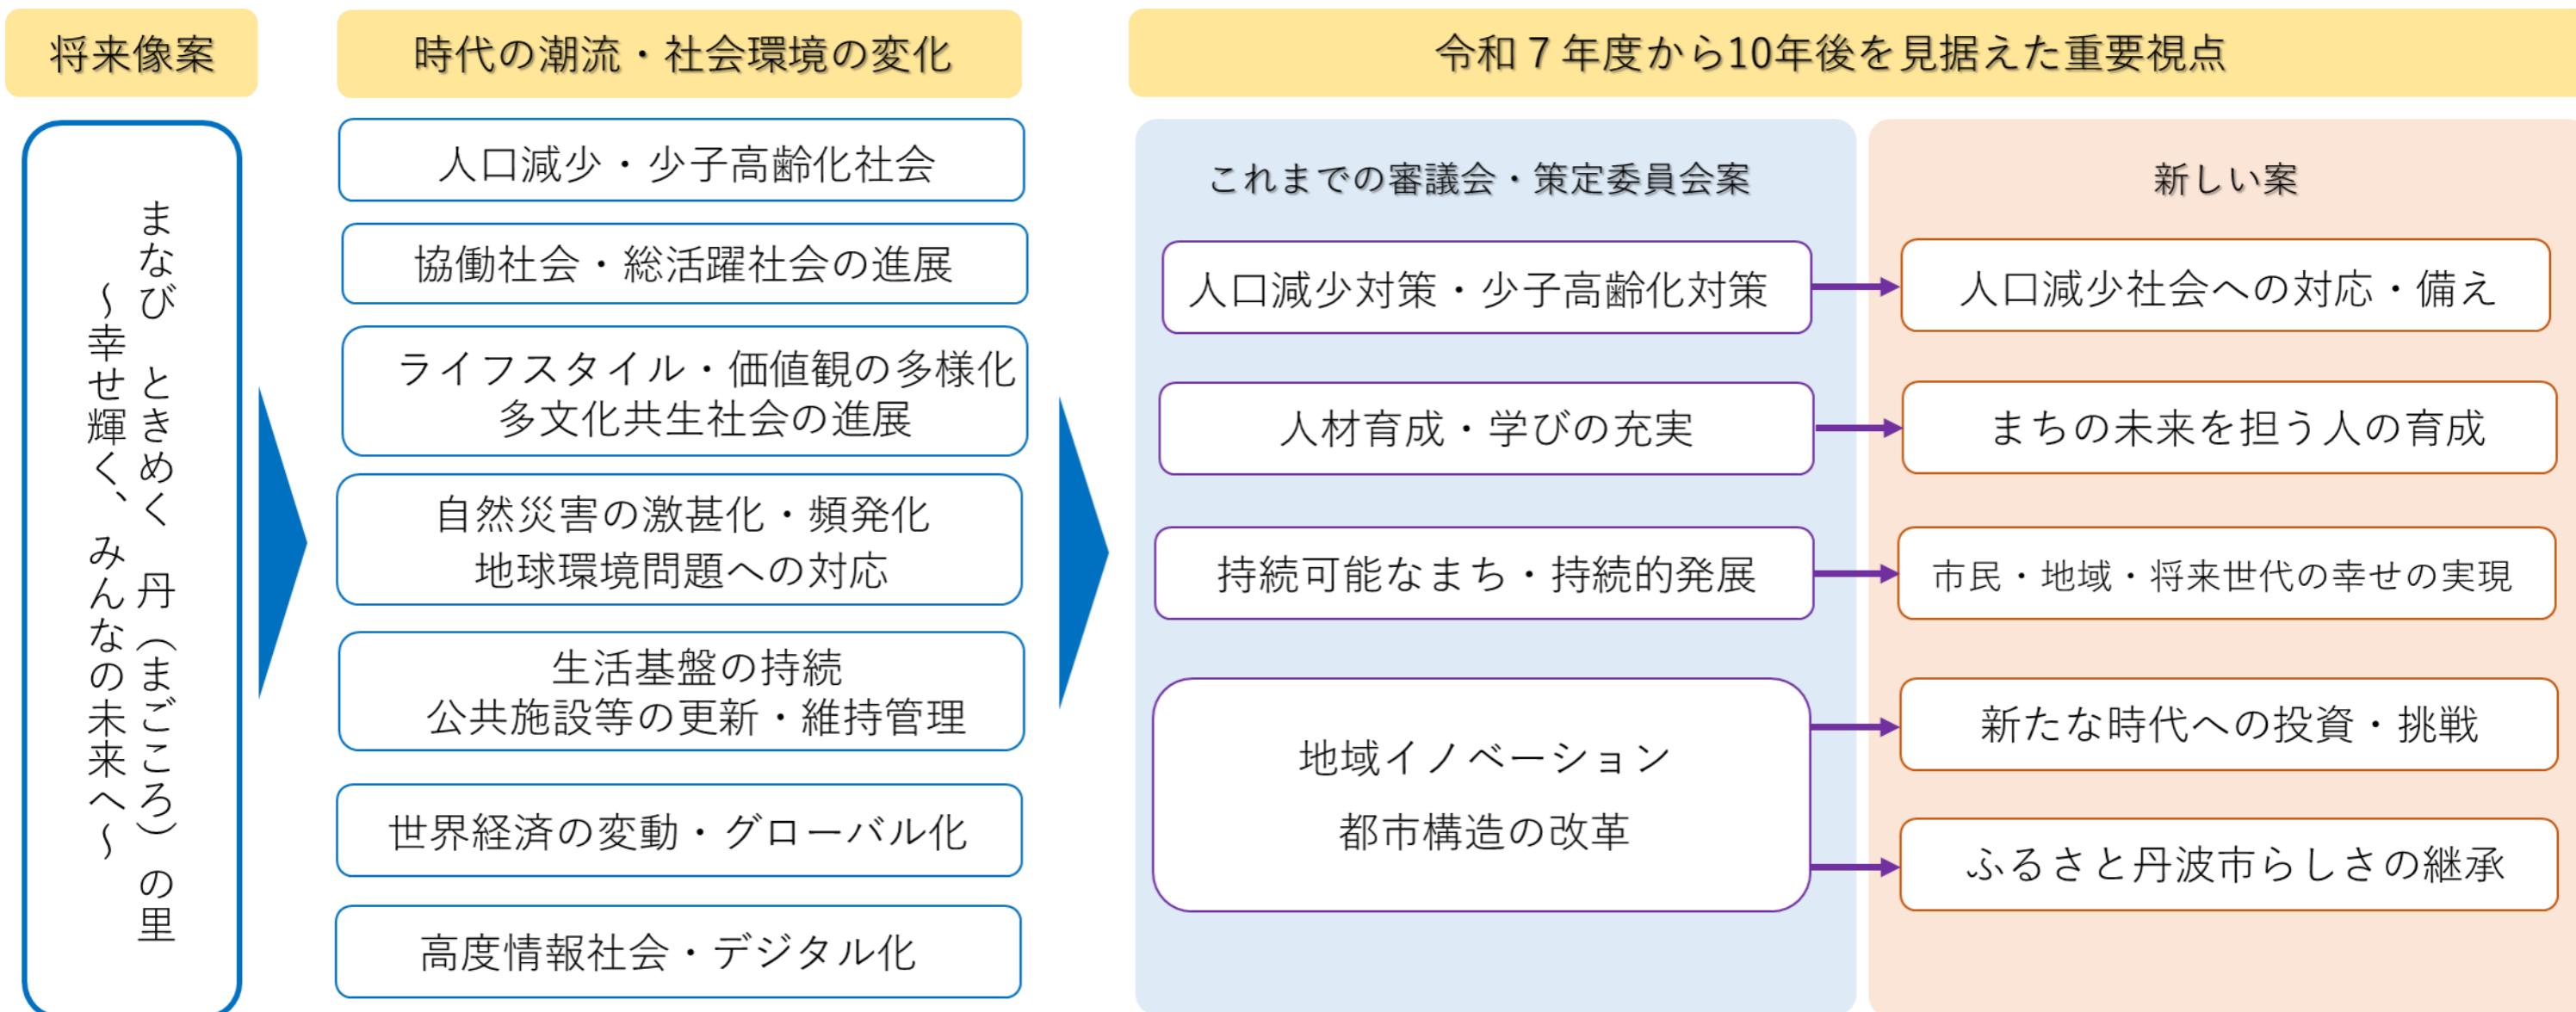 将来像案
まなび ときめく 丹（まごころ）の里
～幸せ輝く、みんなの未来へ～
時代の潮流・社会環境の変化
人口減少・少子高齢化社会
協働社会・総活躍社会の進展
ライフスタイル・価値観の多様化
多文化共生社会の進展
自然災害の激甚化・頻発化
地球環境問題への対応
生活基盤の持続
公共施設等の更新・維持管理
世界経済の変動・グローバル化
高度情報社会・デジタル化
令和７年度から10年後を見据えた重要視点
これまでの審議会・策定委員会案
人口減少対策・少子高齢化対策
人材育成・学びの充実
持続可能なまち・持続的発展
地域イノベーション
都市構造の改革
新しい案
人口減少社会への対応・備え
まちの未来を担う人の育成
市民・地域・将来世代の幸せの実現
新たな時代への投資・挑戦
ふるさと丹波市らしさの継承